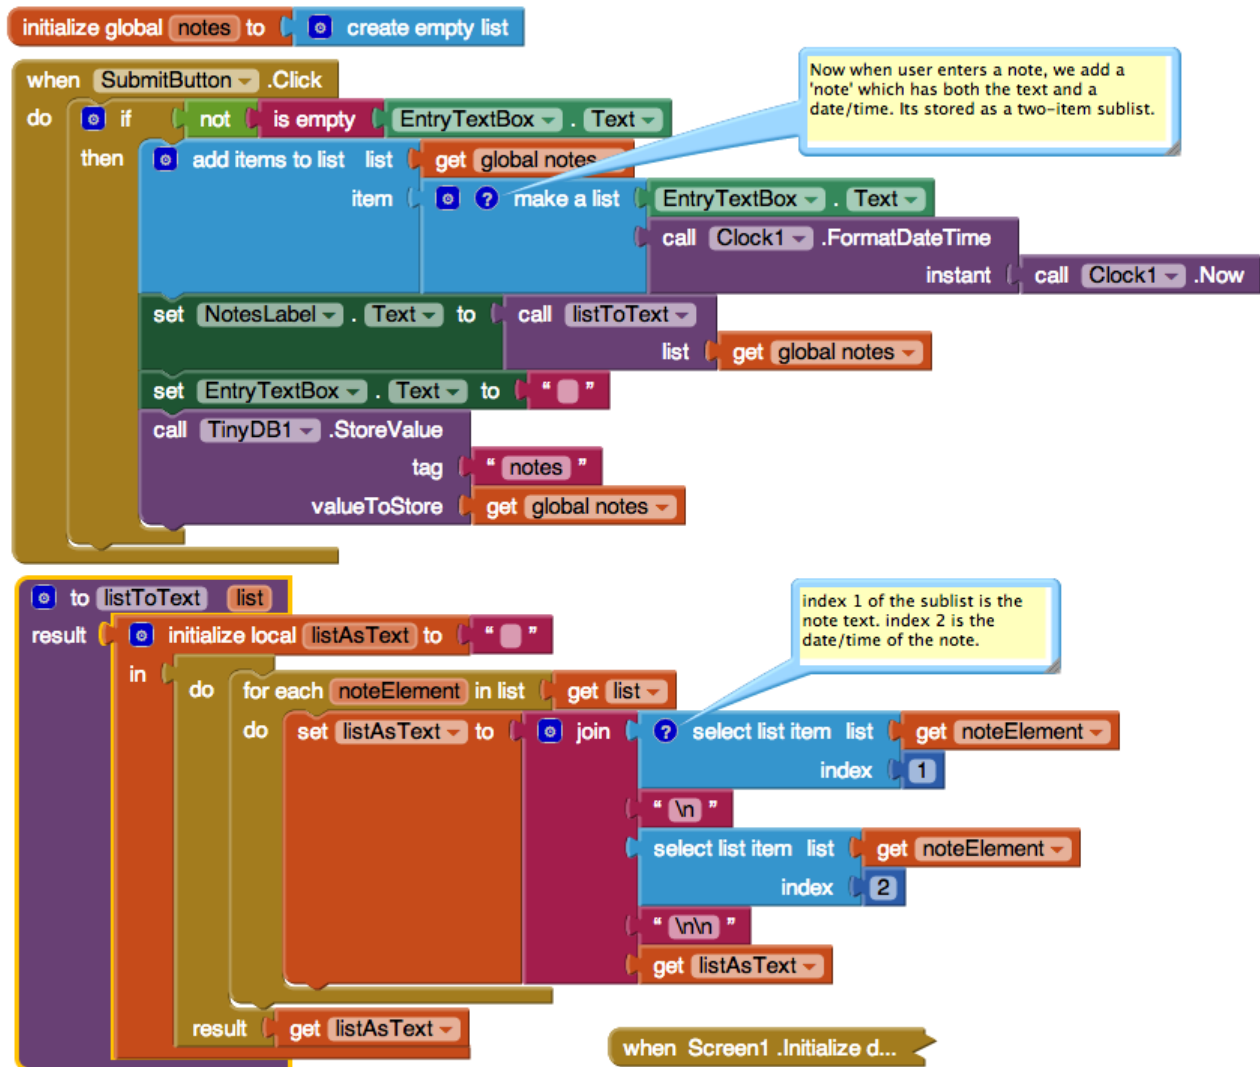 initialize global notes to create empty list
when SubmitButton .Click
do if not is empty EntryTextBox . Text
then add items to list list get global notes
item ? make a list EntryTextBox . Text
call Clock1 .FormatDateTime
instant call Clock1 .Now
Now when user enters a note, we add a
'note' which has both the text and a
date/time. Its stored as a two-item sublist.
set NotesLabel . Text to call listToText
list get global notes
set EntryTextBox . Text to “ ”
call TinyDB1 .StoreValue
tag “ notes ”
valueToStore get global notes
to listToText list
result initialize local listAsText to “ ”
in do for each noteElement in list get list
do set listAsText to join ? select list item list get noteElement
index 1
“ \n ”
select list item list get noteElement
index 2
“ \n\n ”
get listAsText
result get listAsText
index 1 of the sublist is the
note text. index 2 is the
date/time of the note.
when Screen1 .Initialize d...